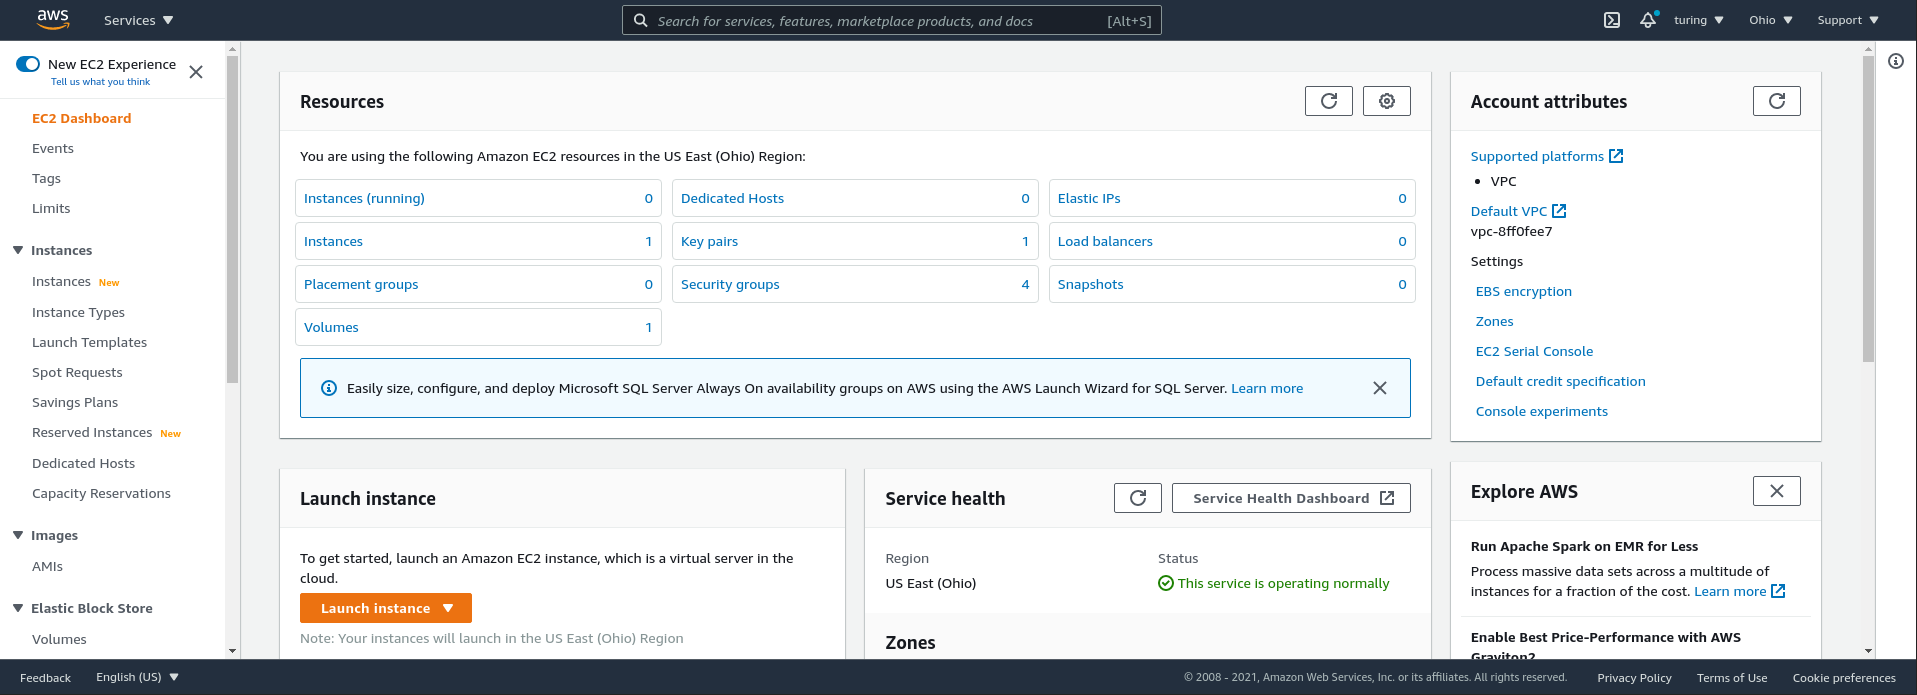 aws
Services
Search for services, features, marketplace products, and docs [Alt+S]
turing
Ohio
Support
New EC2 Experience
Tell us what you think
EC2 Dashboard
Events
Tags
Limits
Instances
Instances New
Instance Types
Launch Templates
Spot Requests
Savings Plans
Reserved Instances New
Dedicated Hosts
Capacity Reservations
Images
AMIs
Elastic Block Store
Volumes
Resources
You are using the following Amazon EC2 resources in the US East (Ohio) Region:
Instances (running) 0
Dedicated Hosts 0
Elastic IPs 0
Instances 1
Key pairs 1
Load balancers 0
Placement groups 0
Security groups 4
Snapshots 0
Volumes 1
Easily size, configure, and deploy Microsoft SQL Server Always On availability groups on AWS using the AWS Launch Wizard for SQL Server. Learn more
Launch instance
To get started, launch an Amazon EC2 instance, which is a virtual server in the
cloud.
Launch instance
Note: Your instances will launch in the US East (Ohio) Region
Service health
Service Health Dashboard
Region
US East (Ohio)
Status
This service is operating normally
Zones
Account attributes
Supported platforms
VPC
Default VPC
vpc-8ff0fee7
Settings
EBS encryption
Zones
EC2 Serial Console
Default credit specification
Console experiments
Explore AWS
Run Apache Spark on EMR for Less
Process massive data sets across a multitude of
instances for a fraction of the cost. Learn more
Enable Best Price-Performance with AWS
Graviton2
Feedback
English (US)
© 2008 - 2021, Amazon Web Services, Inc. or its affiliates. All rights reserved.
Privacy Policy
Terms of Use
Cookie preferences